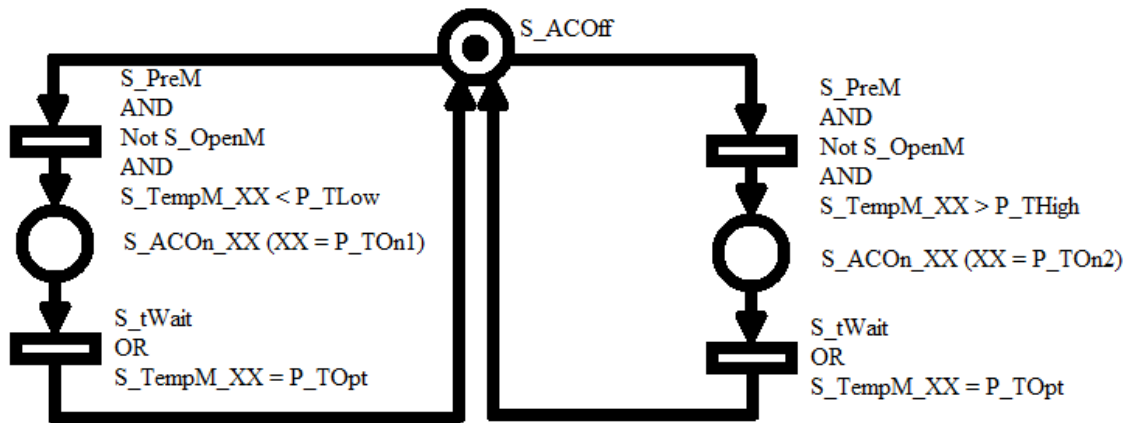 S_ACOff
S_PreM
AND
Not S_OpenM
AND
S_TempM_XX < P_TLow
S_ACOn_XX (XX = P_TOn1)
S_tWait
OR
S_TempM_XX = P_TOpt
S_PreM
AND
Not S_OpenM
AND
S_TempM_XX > P_THigh
S_ACOn_XX (XX = P_TOn2)
S_tWait
OR
S_TempM_XX = P_TOpt